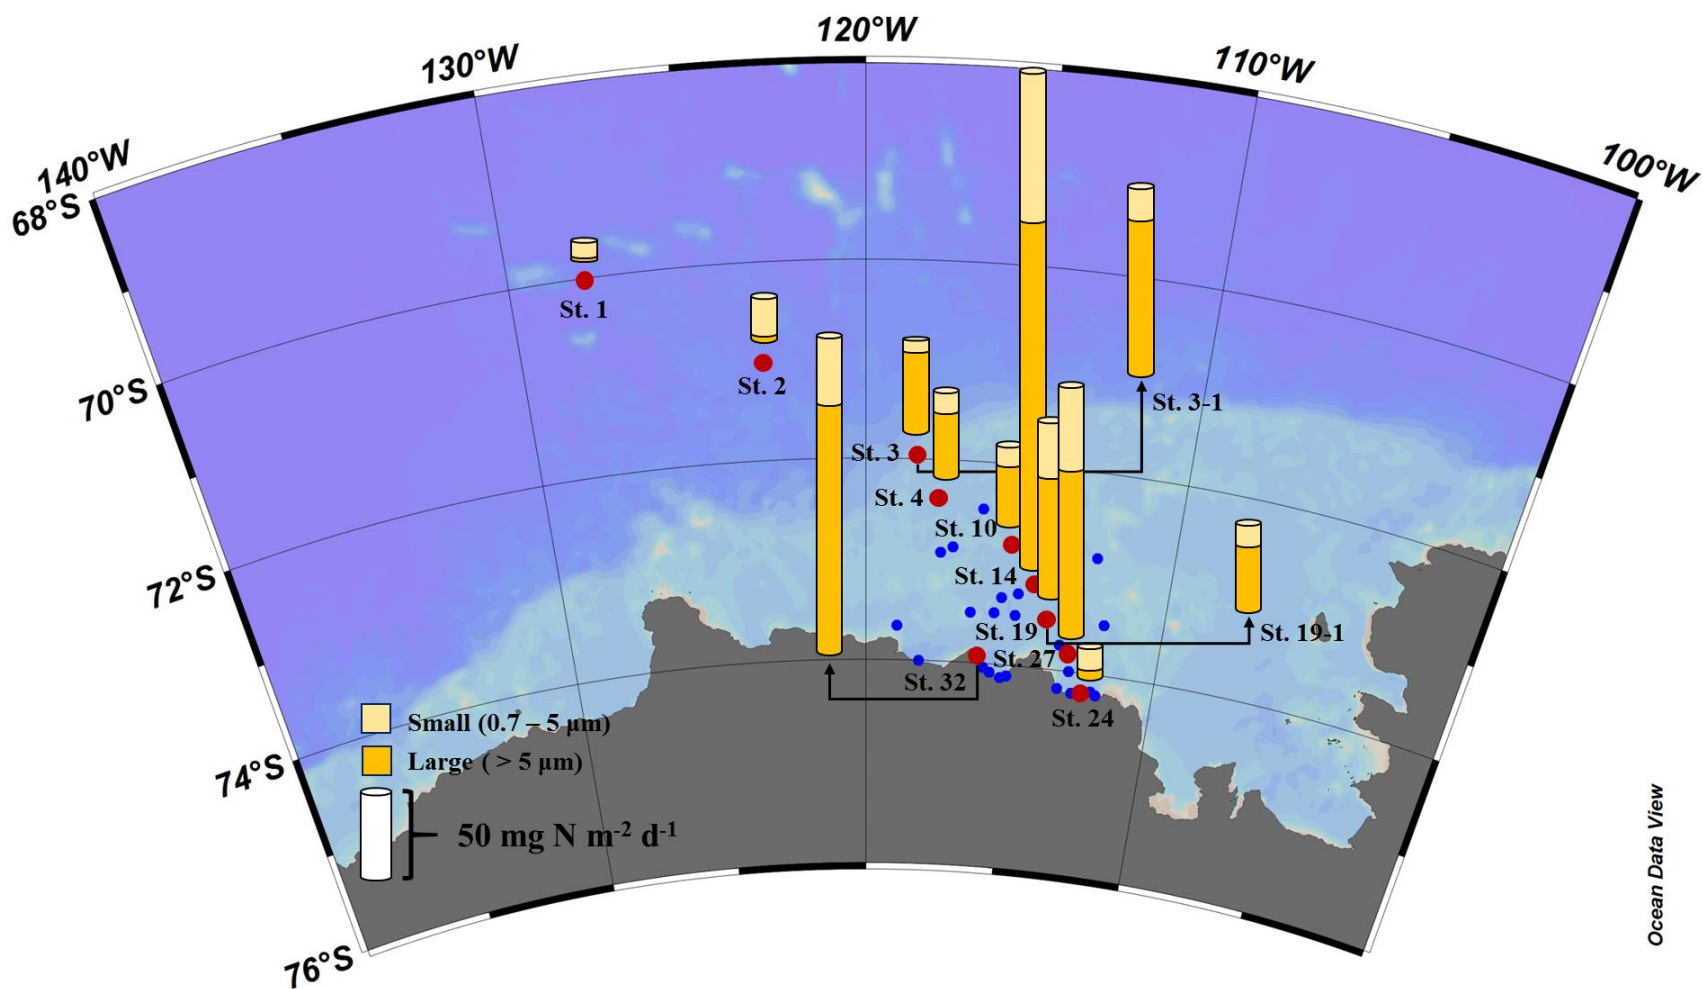 120°W
130°W
110°W
140°W
100°W
68°S
St. 1
St. 2
70°S
St. 3-1
St. 3
St. 4
St. 10
72°S
St. 14
St. 19
St. 19-1
St. 27
St. 32
St. 24
Small (0.7 – 5 μm)
Large ( > 5 μm)
74°S
50 mg N m⁻² d⁻¹
76°S
Ocean Data View